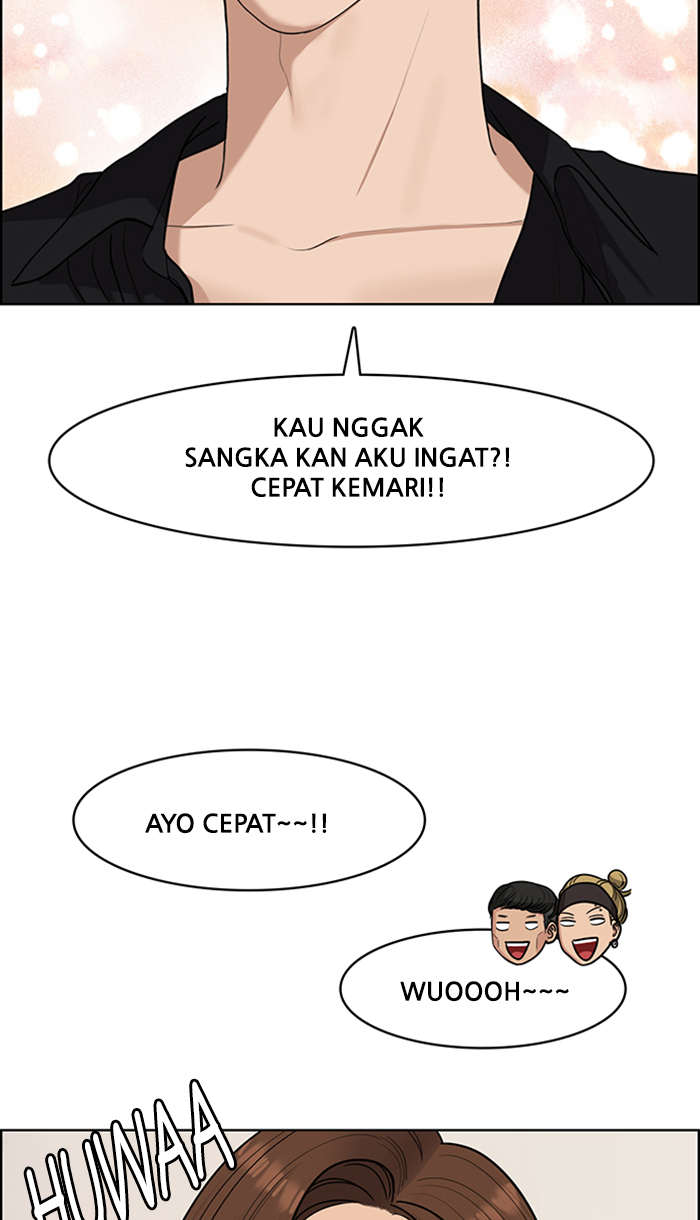 KAU NGGAK
SANGKA KAN AKU INGAT?!
CEPAT KEMARI!!
AYO CEPAT~~!!
WUOOOH~~~
HUWAA